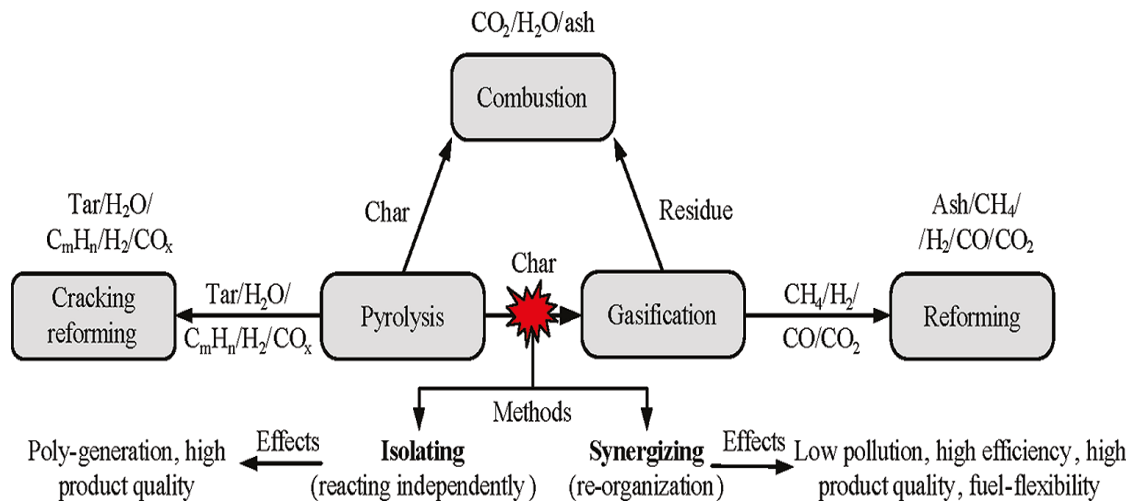 CO₂/H₂O/ash
Combustion
Tar/H₂O/
CₘHₙ/H₂/COₓ
Char
Residue
Ash/CH₄/
/H₂/CO/CO₂
Char
Cracking
reforming
Tar/H₂O/
CₘHₙ/H₂/COₓ
Pyrolysis
Gasification
CH₄/H₂/
CO/CO₂
Reforming
Methods
Poly-generation, high
product quality
Effects
Isolating
(reacting independently)
Synergizing
(re-organization)
Effects
Low pollution, high efficiency, high
product quality, fuel-flexibility